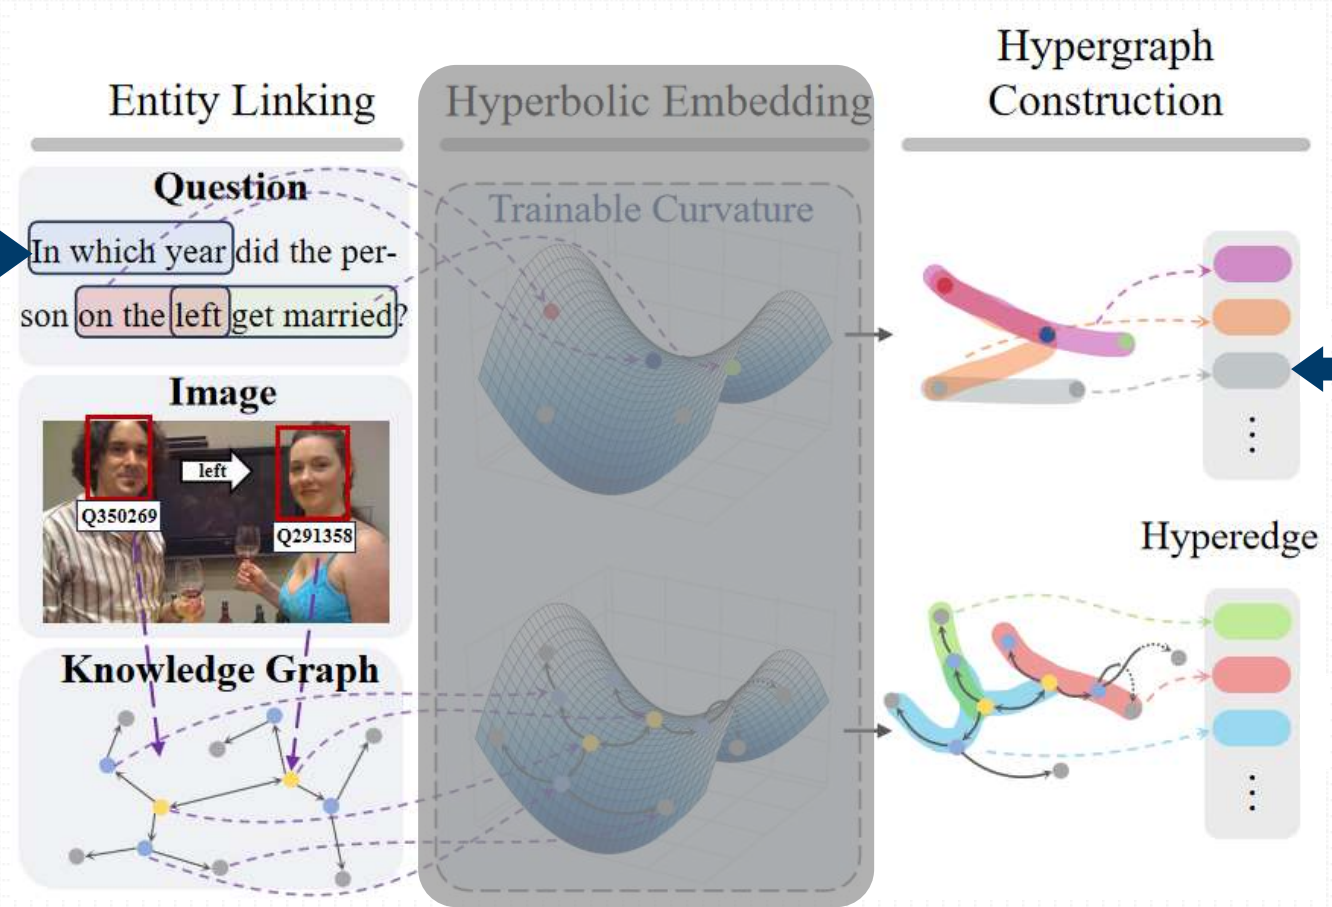 Entity Linking
Hyperbolic Embedding
Hypergraph
Construction
Question
In which year did the per-
son on the left get married?
Trainable Curvature
Image
left
Q350269
Q291358
Hyperedge
Knowledge Graph